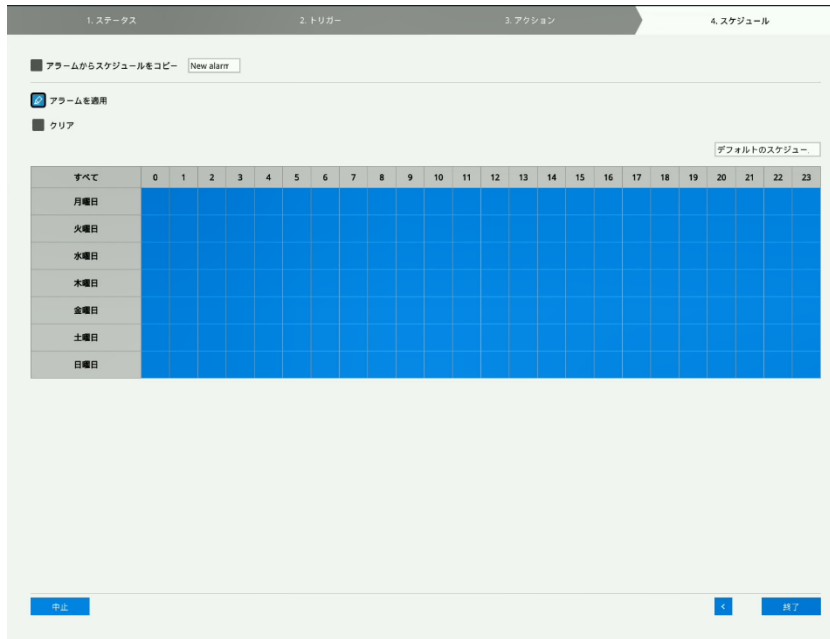 1. ステータス 2. トリガー 3. アクション 4. スケジュール
アラームからスケジュールをコピー New alarm
アラームを適用
クリア
デフォルトのスケジュー.
すべて 0 1 2 3 4 5 6 7 8 9 10 11 12 13 14 15 16 17 18 19 20 21 22 23
月曜日
火曜日
水曜日
木曜日
金曜日
土曜日
日曜日
中止 < 終了